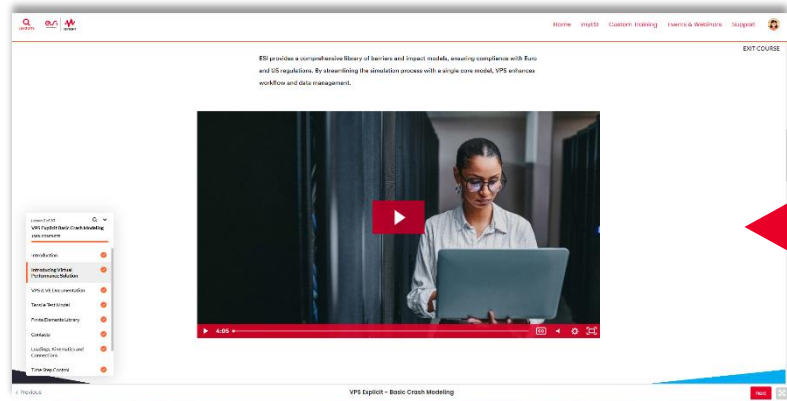 esi
Home myESI Custom Training Events & Webinars Support
EXIT COURSE
ESI provides a comprehensive library of barriers and impact models, ensuring compliance with Euro
and US regulations. By streamlining the simulation process with a single core model, VPS enhances
workflow and data management.
VPS Explicit Basic Crash Modeling
Introduction
Introducing Virtual
Performance Solution
VPS & VE Documentation
Tensile Test Model
Finite Elements Library
Contacts
Loadings, Kinematics and
Connections
Time Step Control
4:05
< Previous
VPS Explicit - Basic Crash Modeling
Next